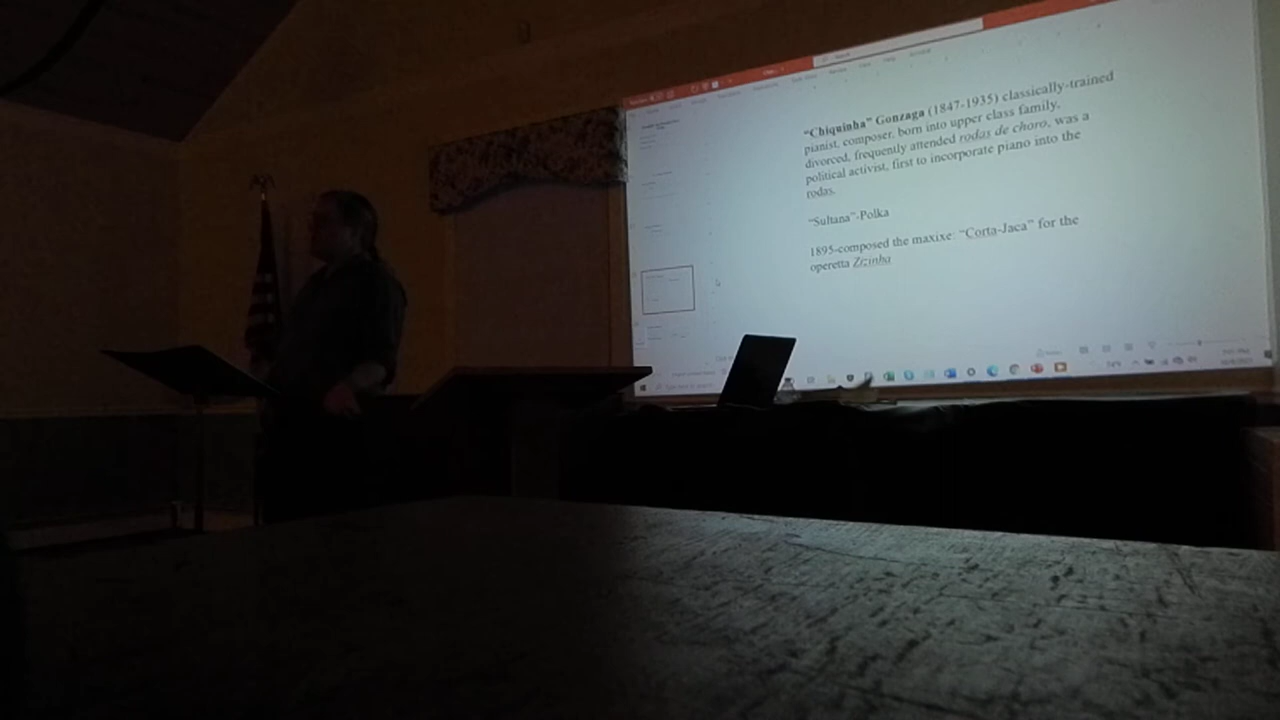 “Chiquinha” Gonzaga (1847-1935) classically-trained
pianist, composer, born into upper class family,
divorced, frequently attended rodas de choro, was a
political activist, first to incorporate piano into the
rodas.
“Sultana”-Polka
1895-composed the maxixe: “Corta-Jaca” for the
operetta Zizinha